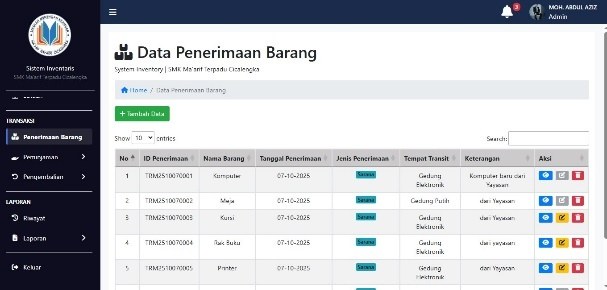 3
MOH. ABDUL AZIZ
Admin
Sistem Inventaris
SMK Ma'arif Terpadu Cicalengka
TRANSAKSI
Penerimaan Barang
Peminjaman
Pengembalian
LAPORAN
Riwayat
Laporan
Keluar
Data Penerimaan Barang
System Inventory | SMK Ma'arif Terpadu Cicalengka
Home / Data Penerimaan Barang
+ Tambah Data
Show 10 entries
Search:
No ID Penerimaan Nama Barang Tanggal Penerimaan Jenis Penerimaan Tempat Transit Keterangan Aksi
1 TRM2510070001 Komputer 07-10-2025 Sarana Gedung Elektronik Komputer baru dari Yayasan
2 TRM2510070002 Meja 07-10-2025 Sarana Gedung Putih dari Yayasan
3 TRM2510070003 Kursi 07-10-2025 Sarana Gedung Elektronik dari Yayasan
4 TRM2510070004 Rak Buku 07-10-2025 Sarana Gedung Elektronik dari yayasan
5 TRM2510070005 Printer 07-10-2025 Sarana Gedung Elektronik dari Yayasan